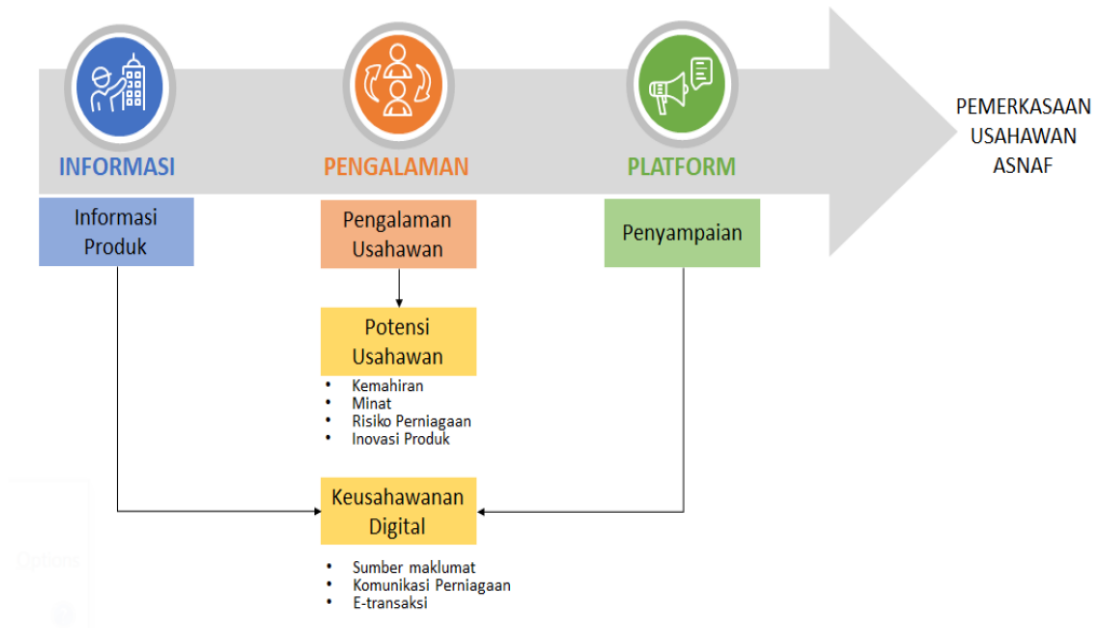 INFORMASI
PENGALAMAN
PLATFORM
PEMERKASAAN
USAHAWAN
ASNAF
Informasi
Produk
Pengalaman
Usahawan
Penyampaian
Potensi
Usahawan
• Kemahiran
• Minat
• Risiko Perniagaan
• Inovasi Produk
Keusahawanan
Digital
• Sumber maklumat
• Komunikasi Perniagaan
• E-transaksi
Options